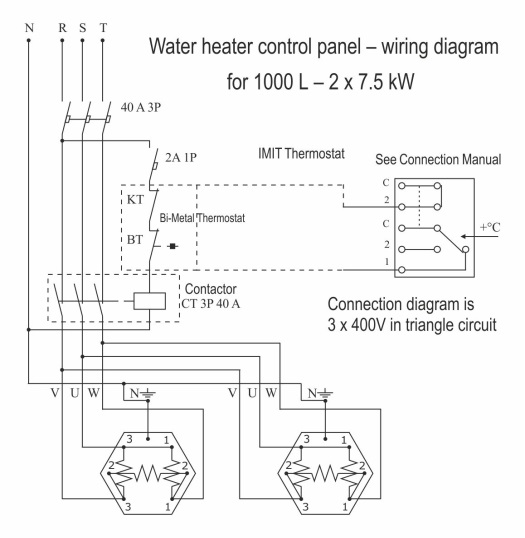 N R S T
Water heater control panel – wiring diagram
for 1000 L – 2 x 7.5 kW
40 A 3P
2A 1P
IMIT Thermostat
See Connection Manual
KT
C
2
Bi-Metal Thermostat
C
+°C
BT
2
1
Contactor
CT 3P 40 A
Connection diagram is
3 x 400V in triangle circuit
V U W N V U W N
3 1 3 1
2 2 2 2
3 1 3 1